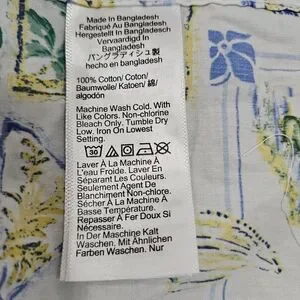 Made In Bangladesh
Fabriqué Au Bangladesh
Hergestellt In Bangladesh
Vervaardigd In
Bangladesh
バングラディシュ製
hecho en bangladesh
100% Cotton/ Coton/
Baumwolle/ Katoen/ 綿/
algodón
Machine Wash Cold. With
Like Colors. Non-chlorine
Bleach Only. Tumble Dry
Low. Iron On Lowest
Setting.
30
Laver À La Machine À
L'eau Froide. Laver En
Séparant Les Couleurs.
Seulement Agent De
Blanchiment Non-chlore.
Sécher À La Machine À
Basse Température.
Repasser À Fer Doux Si
Nécessaire.
In Der Maschine Kalt
Waschen. Mit Ähnlichen
Farben Waschen. Nur